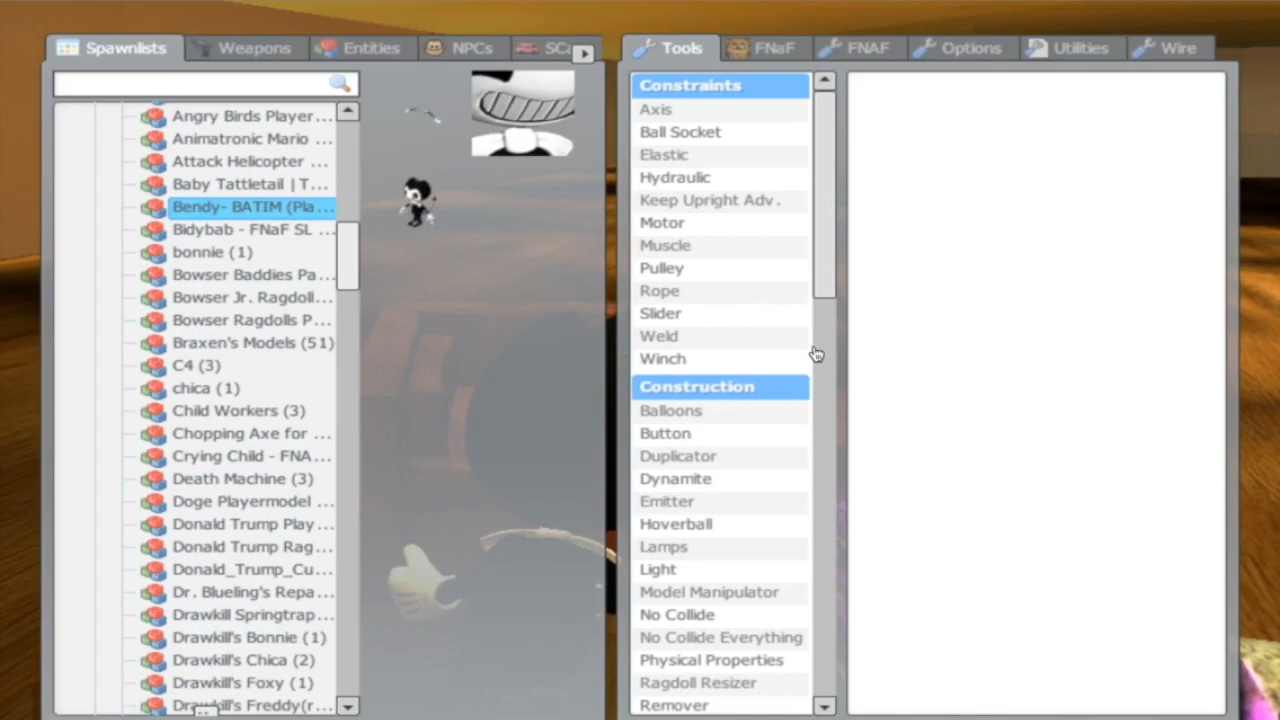 Spawnlists
Weapons
Entities
NPCs
SCa
Angry Birds Player...
Animatronic Mario ...
Attack Helicopter ...
Baby Tattletail | T...
Bendy- BATIM (Pla...
Bidybab - FNaF SL ...
bonnie (1)
Bowser Baddies Pa...
Bowser Jr. Ragdoll...
Bowser Ragdolls P...
Braxen's Models (51)
C4 (3)
chica (1)
Child Workers (3)
Chopping Axe for ...
Crying Child - FNA...
Death Machine (3)
Doge Playermodel ...
Donald Trump Play...
Donald Trump Rag...
Donald_Trump_Cu...
Dr. Blueling's Repa...
Drawkill Springtrap...
Drawkill's Bonnie (1)
Drawkill's Chica (2)
Drawkill's Foxy (1)
Drawkill's Freddy(r...
Tools
FNaF
FNAF
Options
Utilities
Wire
Constraints
Axis
Ball Socket
Elastic
Hydraulic
Keep Upright Adv.
Motor
Muscle
Pulley
Rope
Slider
Weld
Winch
Construction
Balloons
Button
Duplicator
Dynamite
Emitter
Hoverball
Lamps
Light
Model Manipulator
No Collide
No Collide Everything
Physical Properties
Ragdoll Resizer
Remover